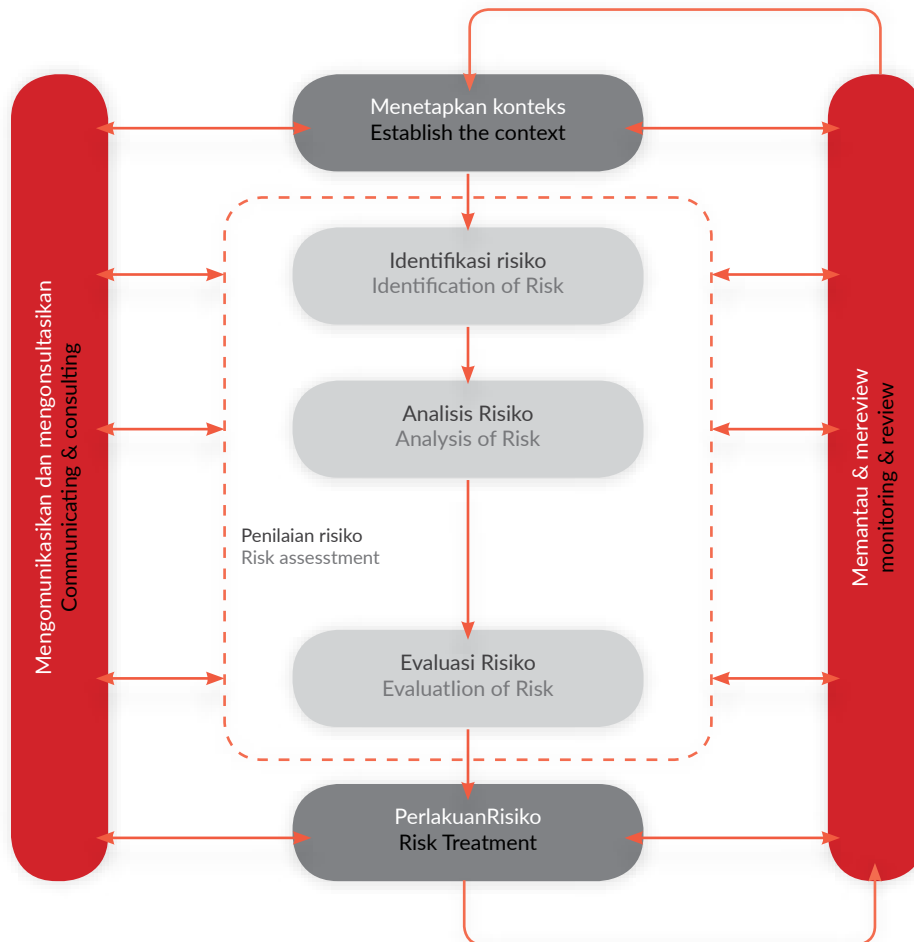 Menetapkan konteks
Establish the context
Identifikasi risiko
Identification of Risk
Analisis Risiko
Analysis of Risk
Penilaian risiko
Risk assesstment
Evaluasi Risiko
Evaluatlion of Risk
PerlakuanRisiko
Risk Treatment
Mengomunikasikan dan mengonsultasikan
Communicating & consulting
Memantau & mereview
monitoring & review